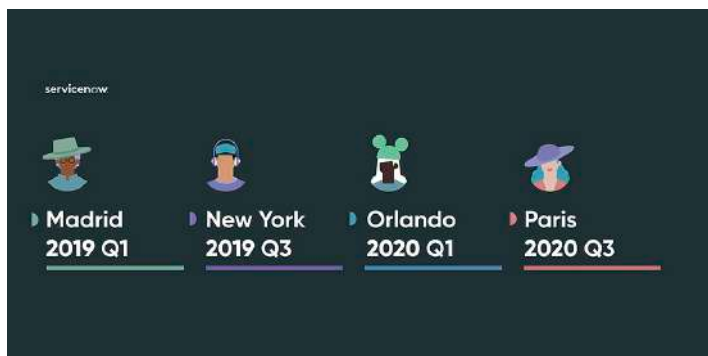 servicenow
Madrid
2019 Q1
New York
2019 Q3
Orlando
2020 Q1
Paris
2020 Q3